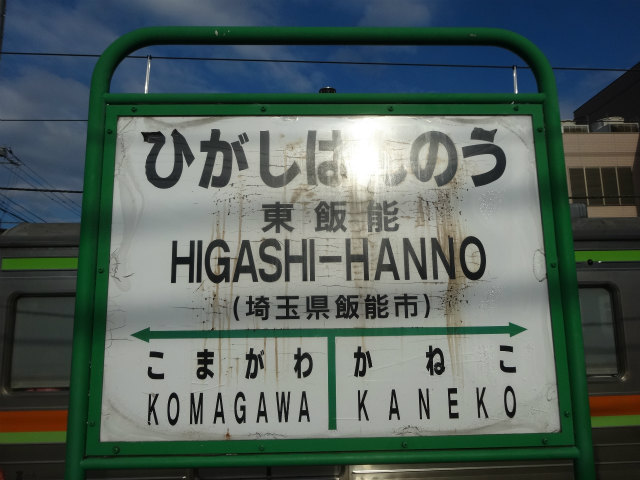 ひがしはんのう
東飯能
HIGASHI-HANNO
(埼玉県飯能市)
こまがわ かねこ
KOMAGAWA KANEKO